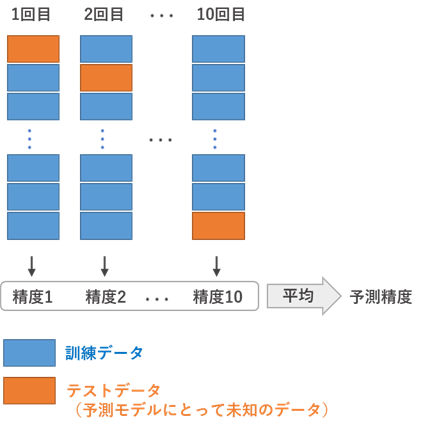 1回目 2回目 ・・・ 10回目
・・・
精度1 精度2 ・・・ 精度10 平均 予測精度
訓練データ
テストデータ
（予測モデルにとって未知のデータ）